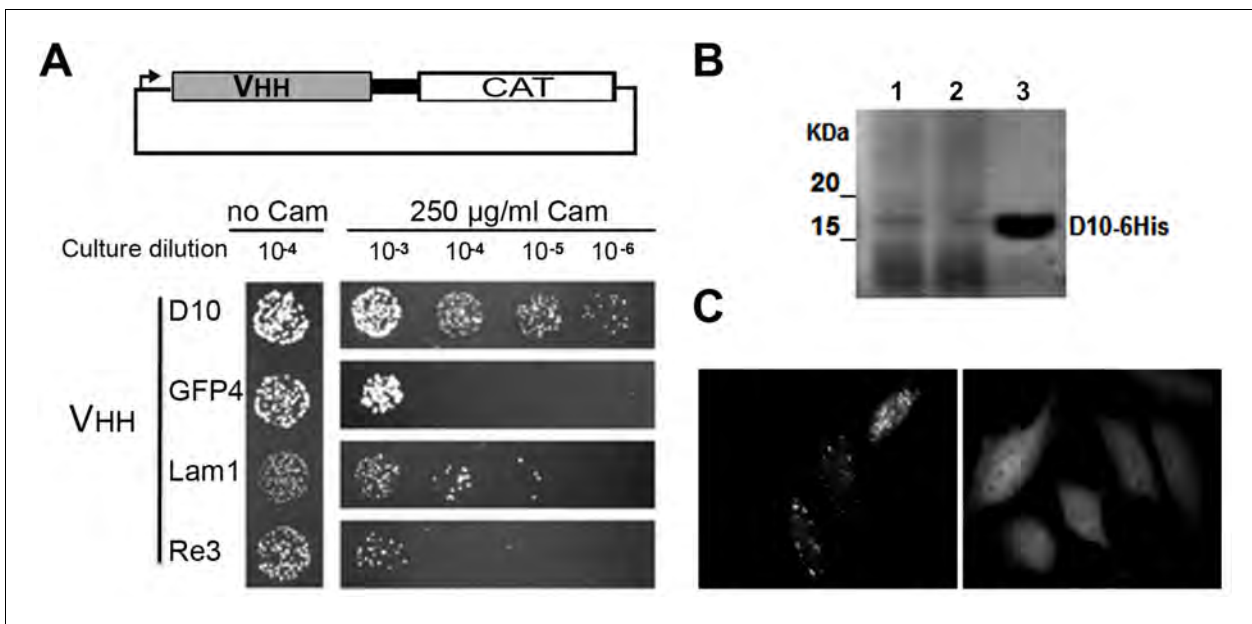 A
VHH CAT
no Cam 250 µg/ml Cam
Culture dilution 10-4 10-3 10-4 10-5 10-6
VHH
D10
GFP4
Lam1
Re3
B
1 2 3
KDa
20
15
D10-6His
C